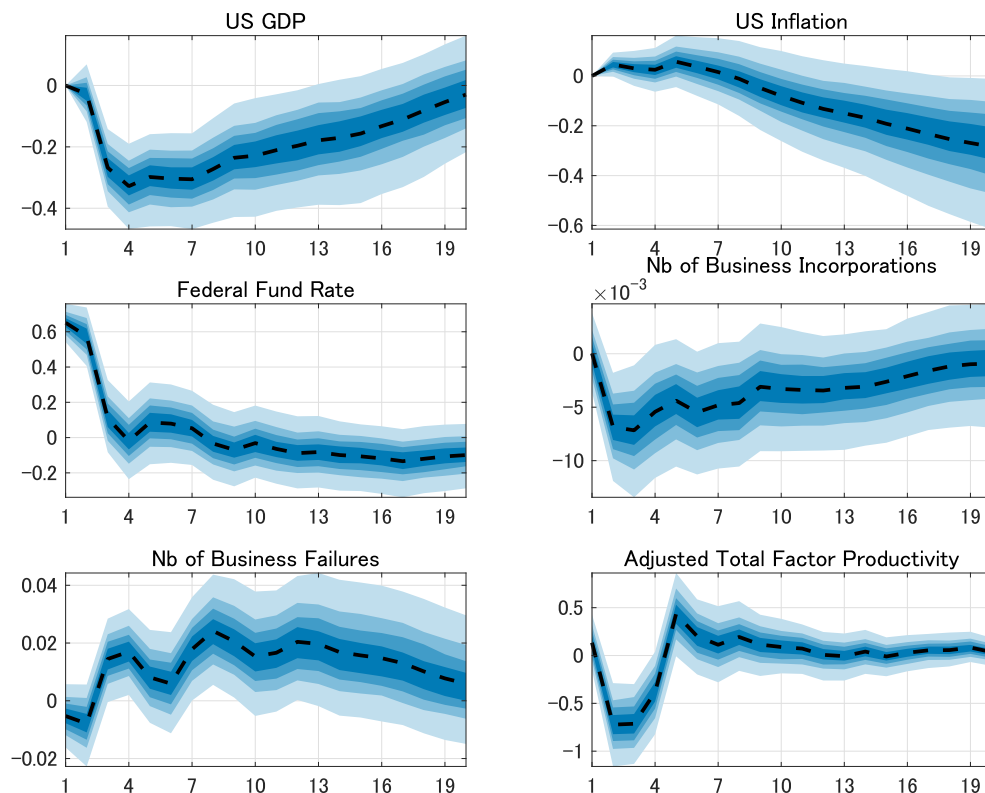 US GDP
0
-0.2
-0.4
1 4 7 10 13 16 19
US Inflation
0
-0.2
-0.4
-0.6
1 4 7 10 13 16 19
Federal Fund Rate
0.6
0.4
0.2
0
-0.2
1 4 7 10 13 16 19
Nb of Business Incorporations
×10⁻³
0
-5
-10
1 4 7 10 13 16 19
Nb of Business Failures
0.04
0.02
0
-0.02
1 4 7 10 13 16 19
Adjusted Total Factor Productivity
0.5
0
-0.5
-1
1 4 7 10 13 16 19